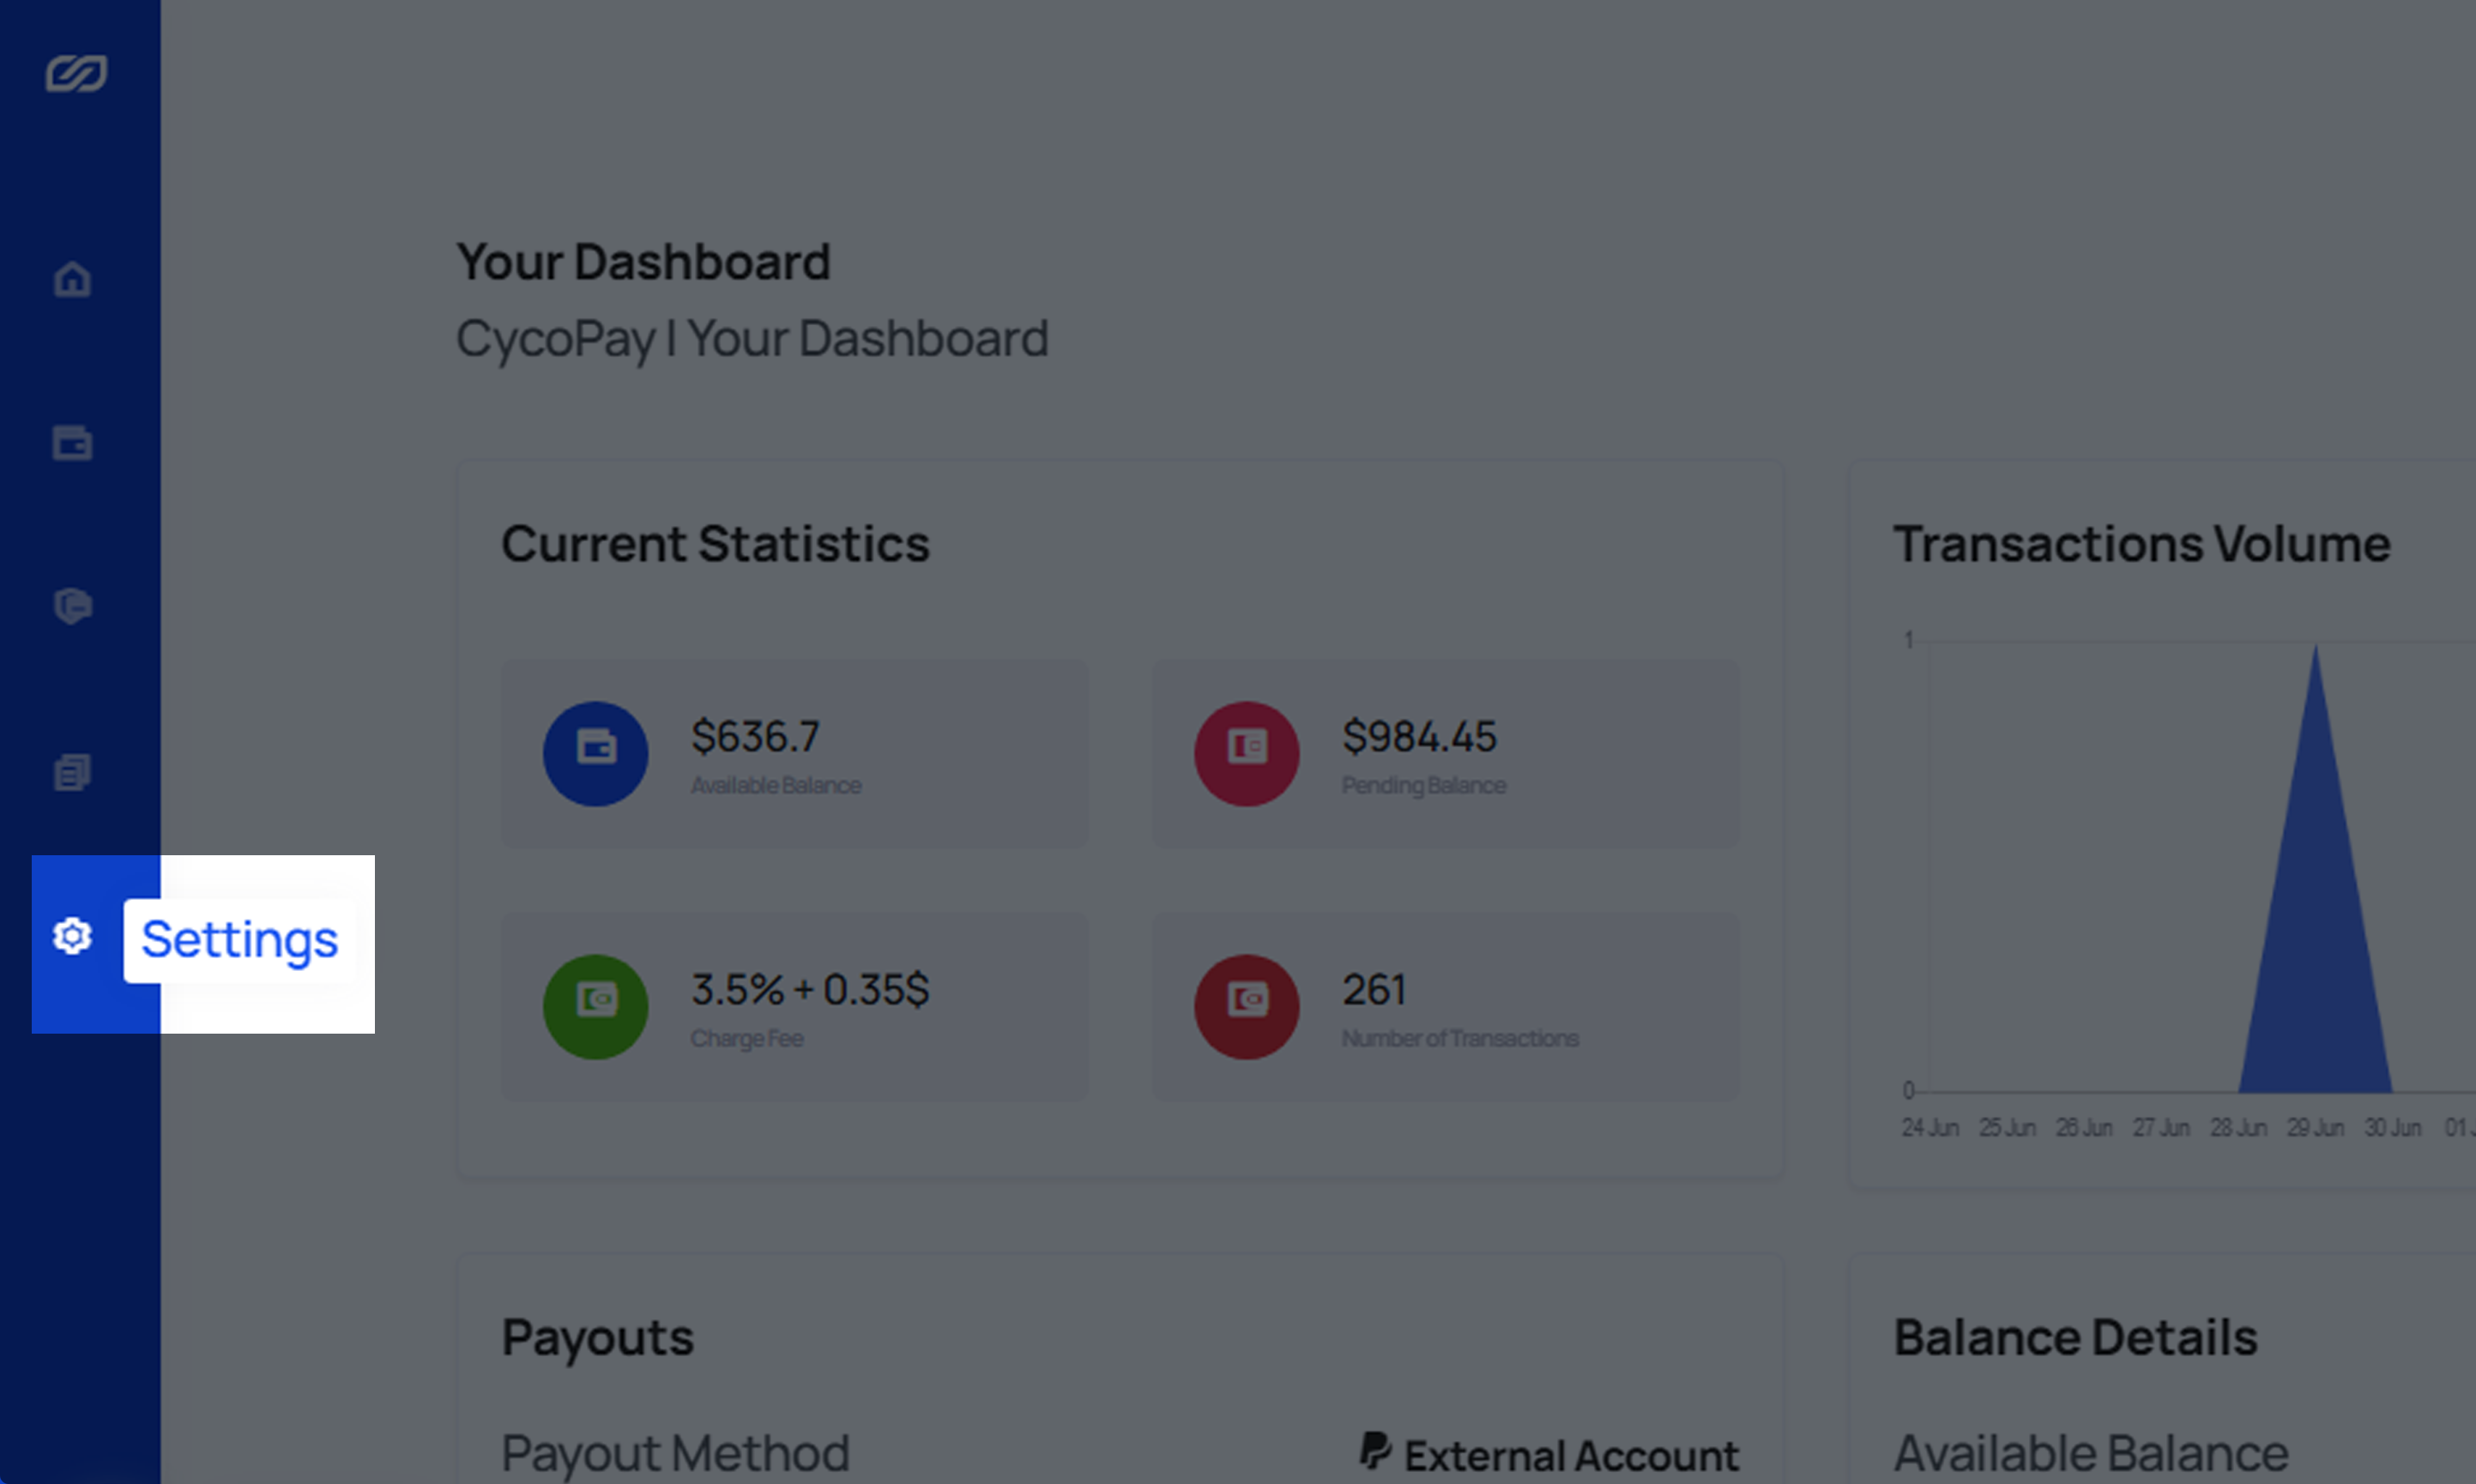 Your Dashboard
CycoPay | Your Dashboard
Current Statistics
$636.7
Available Balance
$984.45
Pending Balance
3.5% + 0.35$
Charge Fee
261
Number of Transactions
Transactions Volume
1
0
24 Jun 25 Jun 26 Jun 27 Jun 28 Jun 29 Jun 30 Jun 01
Settings
Payouts
Payout Method
External Account
Balance Details
Available Balance